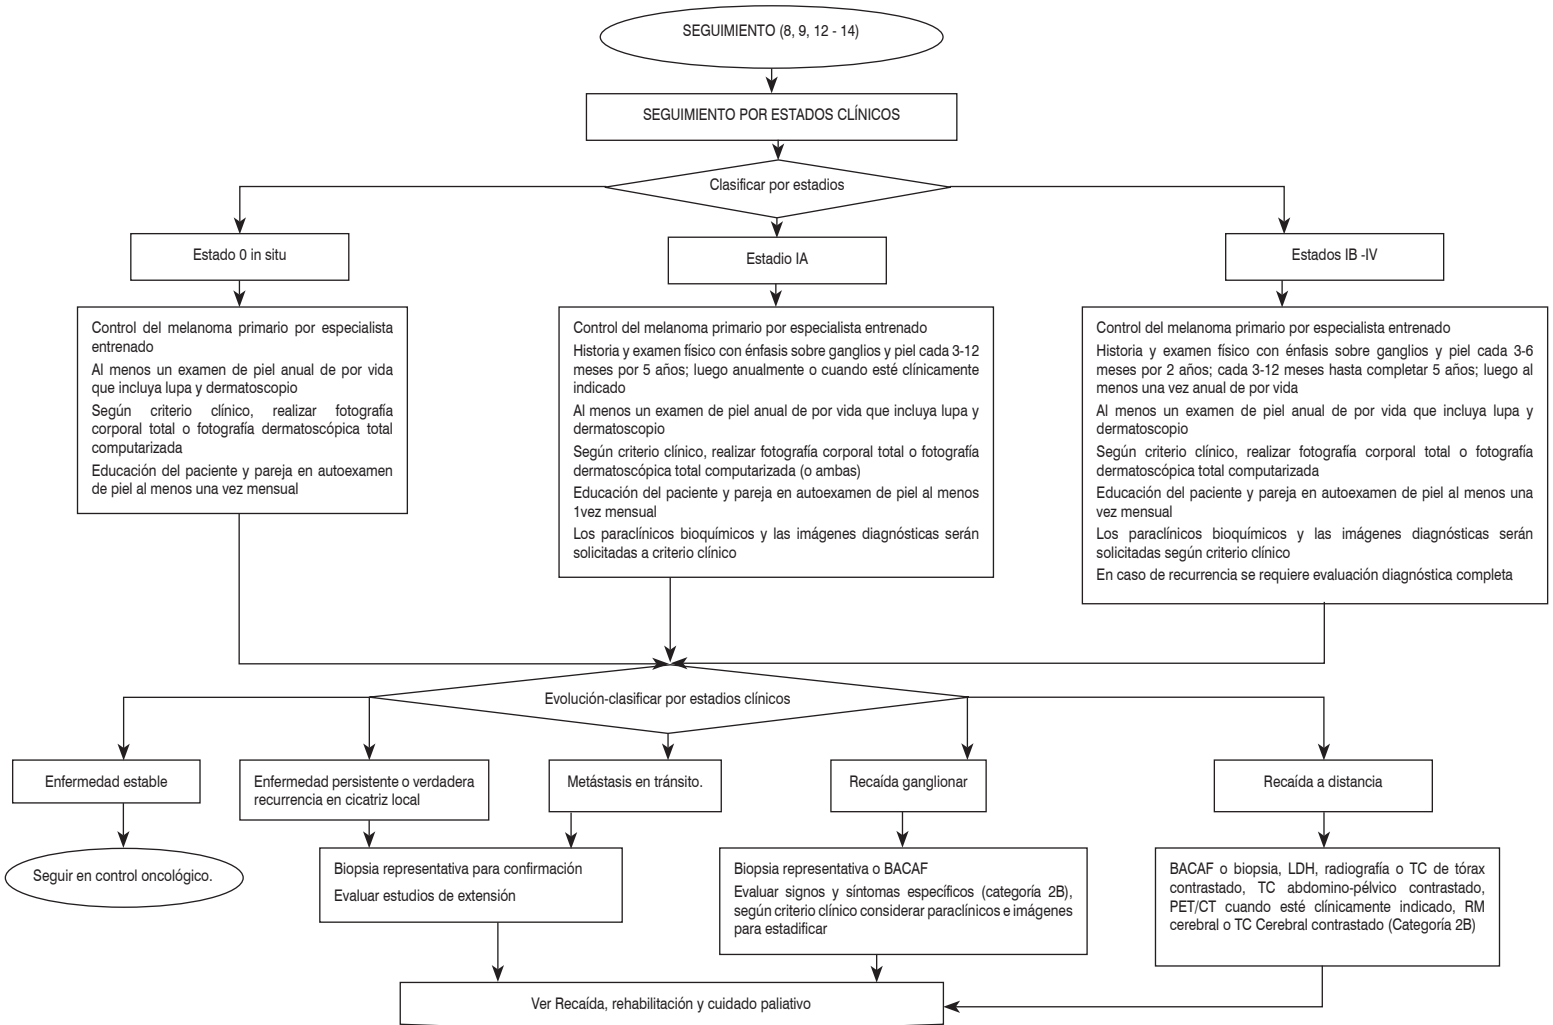 SEGUIMIENTO (8, 9, 12 - 14)
SEGUIMIENTO POR ESTADOS CLÍNICOS
Clasificar por estadios
Estado 0 in situ
Control del melanoma primario por especialista
entrenado
Al menos un examen de piel anual de por vida
que incluya lupa y dermatoscopio
Según criterio clínico, realizar fotografía
corporal total o fotografía dermatoscópica total
computarizada
Educación del paciente y pareja en autoexamen
de piel al menos una vez mensual
Estadio IA
Control del melanoma primario por especialista entrenado
Historia y examen físico con énfasis sobre ganglios y piel cada 3-12
meses por 5 años; luego anualmente o cuando esté clínicamente
indicado
Al menos un examen de piel anual de por vida que incluya lupa y
dermatoscopio
Según criterio clínico, realizar fotografía corporal total o fotografía
dermatoscópica total computarizada (o ambas)
Educación del paciente y pareja en autoexamen de piel al menos
1vez mensual
Los paraclínicos bioquímicos y las imágenes diagnósticas serán
solicitadas a criterio clínico
Estados IB -IV
Control del melanoma primario por especialista entrenado
Historia y examen físico con énfasis sobre ganglios y piel cada 3-6
meses por 2 años; cada 3-12 meses hasta completar 5 años; luego al
menos una vez anual de por vida
Al menos un examen de piel anual de por vida que incluya lupa y
dermatoscopio
Según criterio clínico, realizar fotografía corporal total o fotografía
dermatoscópica total computarizada
Educación del paciente y pareja en autoexamen de piel al menos una
vez mensual
Los paraclínicos bioquímicos y las imágenes diagnósticas serán
solicitadas según criterio clínico
En caso de recurrencia se requiere evaluación diagnóstica completa
Evolución-clasificar por estadios clínicos
Enfermedad estable
Seguir en control oncológico.
Enfermedad persistente o verdadera
recurrencia en cicatriz local
Metástasis en tránsito.
Biopsia representativa para confirmación
Evaluar estudios de extensión
Recaída ganglionar
Biopsia representativa o BACAF
Evaluar signos y síntomas específicos (categoría 2B),
según criterio clínico considerar paraclínicos e imágenes
para estadificar
Recaída a distancia
BACAF o biopsia, LDH, radiografía o TC de tórax
contrastado, TC abdomino-pélvico contrastado,
PET/CT cuando esté clínicamente indicado, RM
cerebral o TC Cerebral contrastado (Categoría 2B)
Ver Recaída, rehabilitación y cuidado paliativo